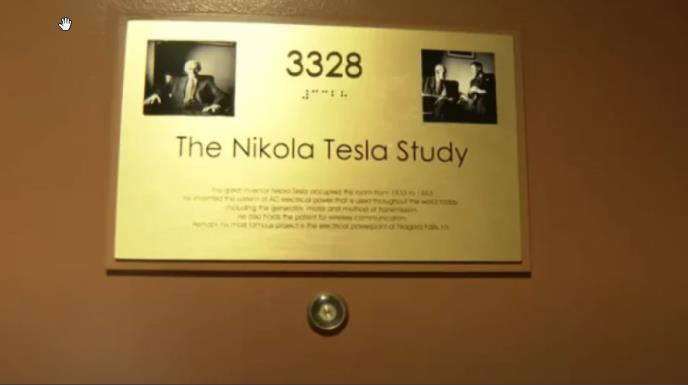 3328
The Nikola Tesla Study
The great inventor Nikola Tesla occupied this room from 1933 to 1943.
He invented the system of AC electrical power that is used throughout the world today
including the generator, motor and method of transmission.
He also holds the patent for wireless communication.
Perhaps his most famous project is the electrical powerplant at Niagara Falls, NY.